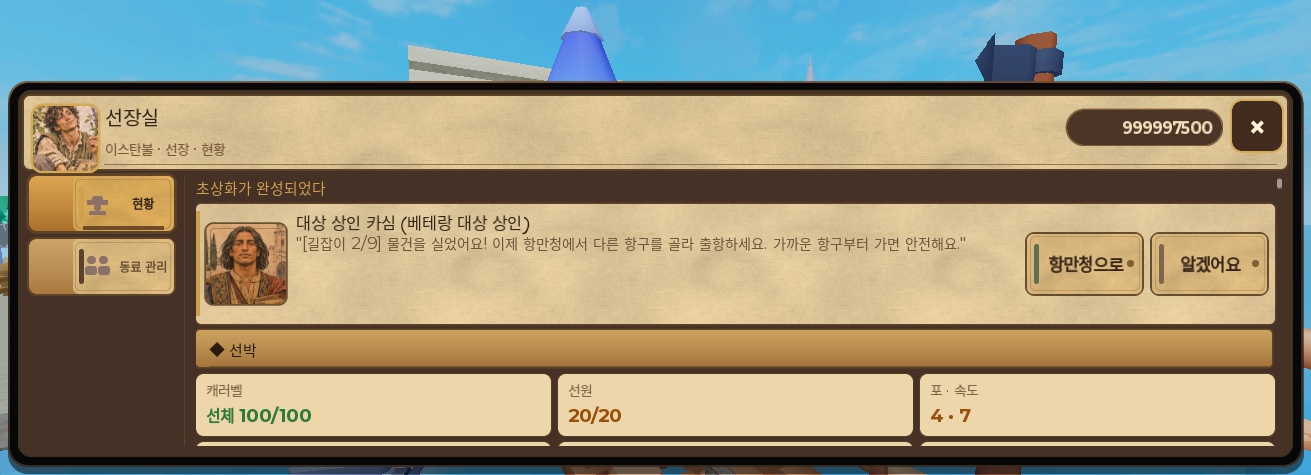 선장실
이스탄불 · 선장 · 현황
999997500
×
현황
동료 관리
초상화가 완성되었다
대상 상인 카심 (베테랑 대상 상인)
"[길잡이 2/9] 물건을 실었어요! 이제 항만청에서 다른 항구를 골라 출항하세요. 가까운 항구부터 가면 안전해요."
항만청으로
알겠어요
◆ 선박
캐러벨
선체 100/100
선원
20/20
포 · 속도
4 · 7